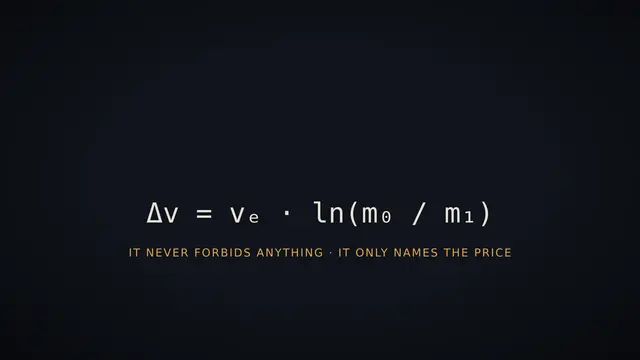 Δv = vₑ · ln(m₀ / m₁)
IT NEVER FORBIDS ANYTHING · IT ONLY NAMES THE PRICE